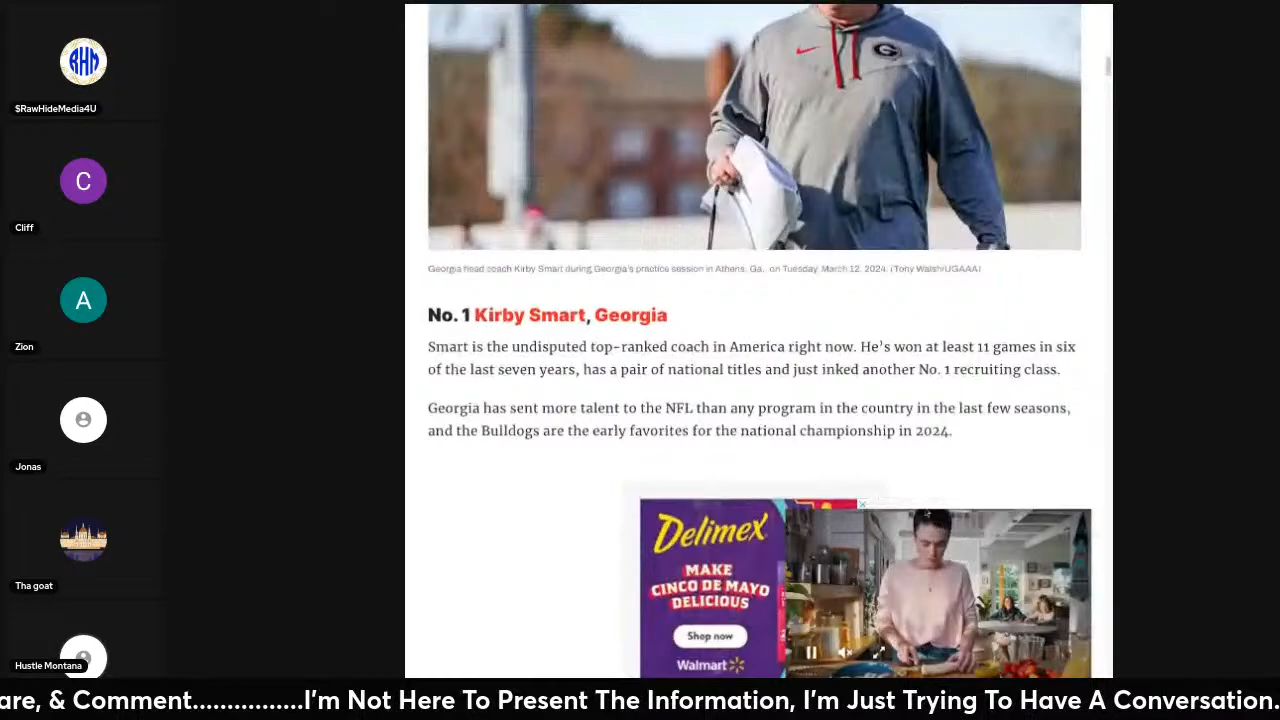 RHM
$RawHideMedia4U
C
Cliff
A
Zion
Jonas
Tha goat
Hustle Montana
G
Georgia head coach Kirby Smart during Georgia's practice session in Athens, Ga., on Tuesday, March 12, 2024. (Tony Walsh/UGAAA)
No. 1 Kirby Smart, Georgia
Smart is the undisputed top-ranked coach in America right now. He's won at least 11 games in six
of the last seven years, has a pair of national titles and just inked another No. 1 recruiting class.
Georgia has sent more talent to the NFL than any program in the country in the last few seasons,
and the Bulldogs are the early favorites for the national championship in 2024.
Delimex
MAKE
CINCO DE MAYO
DELICIOUS
Shop now
Walmart
are, & Comment................I'm Not Here To Present The Information, I'm Just Trying To Have A Conversation.